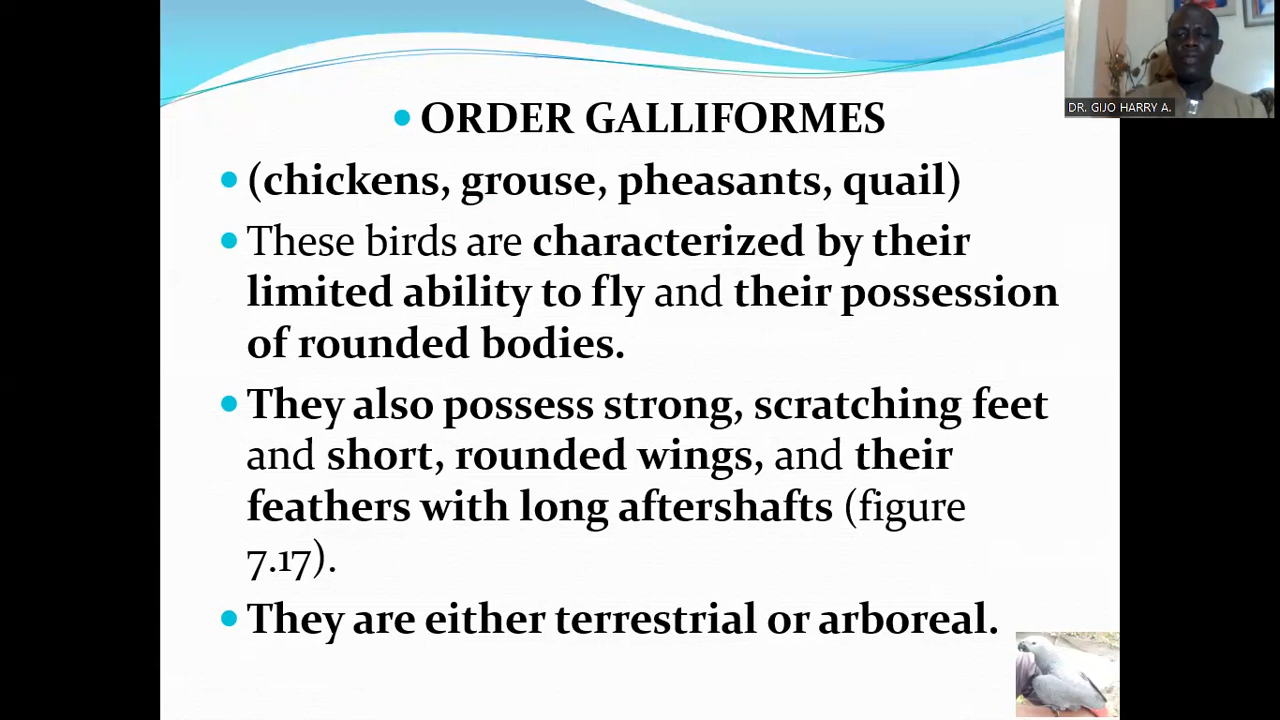 DR. GIJO HARRY A.
• ORDER GALLIFORMES
• (chickens, grouse, pheasants, quail)
• These birds are characterized by their
limited ability to fly and their possession
of rounded bodies.
• They also possess strong, scratching feet
and short, rounded wings, and their
feathers with long aftershafts (figure
7.17).
• They are either terrestrial or arboreal.